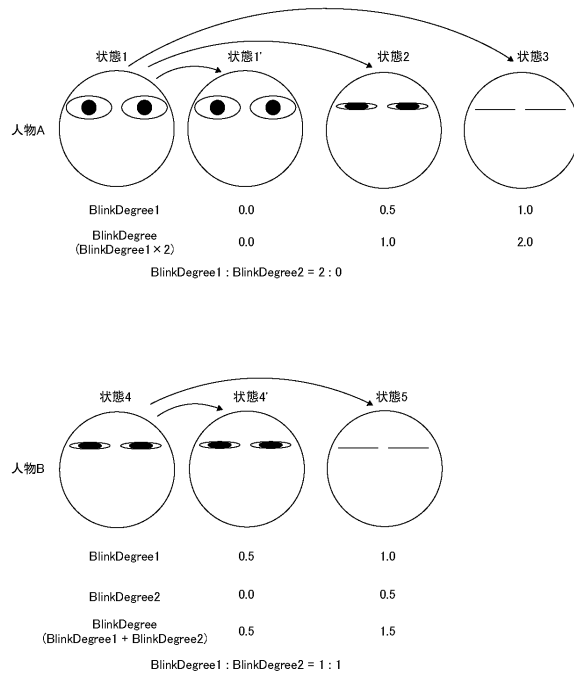 状態1 状態1' 状態2 状態3
人物A
BlinkDegree1 0.0 0.5 1.0
BlinkDegree 0.0 1.0 2.0
(BlinkDegree1×2)
BlinkDegree1 : BlinkDegree2 = 2 : 0
状態4 状態4' 状態5
人物B
BlinkDegree1 0.5 1.0
BlinkDegree2 0.0 0.5
BlinkDegree 0.5 1.5
(BlinkDegree1 + BlinkDegree2)
BlinkDegree1 : BlinkDegree2 = 1 : 1